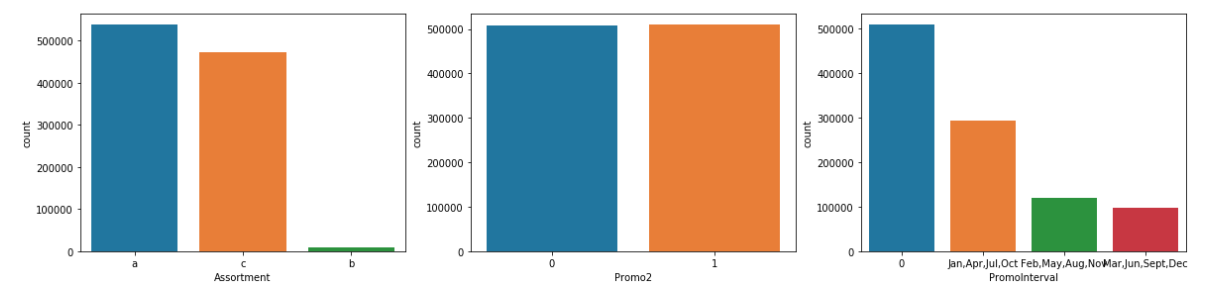 500000
400000
300000
200000
100000
0
count
a
c
b
Assortment
500000
400000
300000
200000
100000
0
count
0
1
Promo2
500000
400000
300000
200000
100000
0
count
0
Jan,Apr,Jul,Oct
Feb,May,Aug,Nov
Mar,Jun,Sept,Dec
PromoInterval